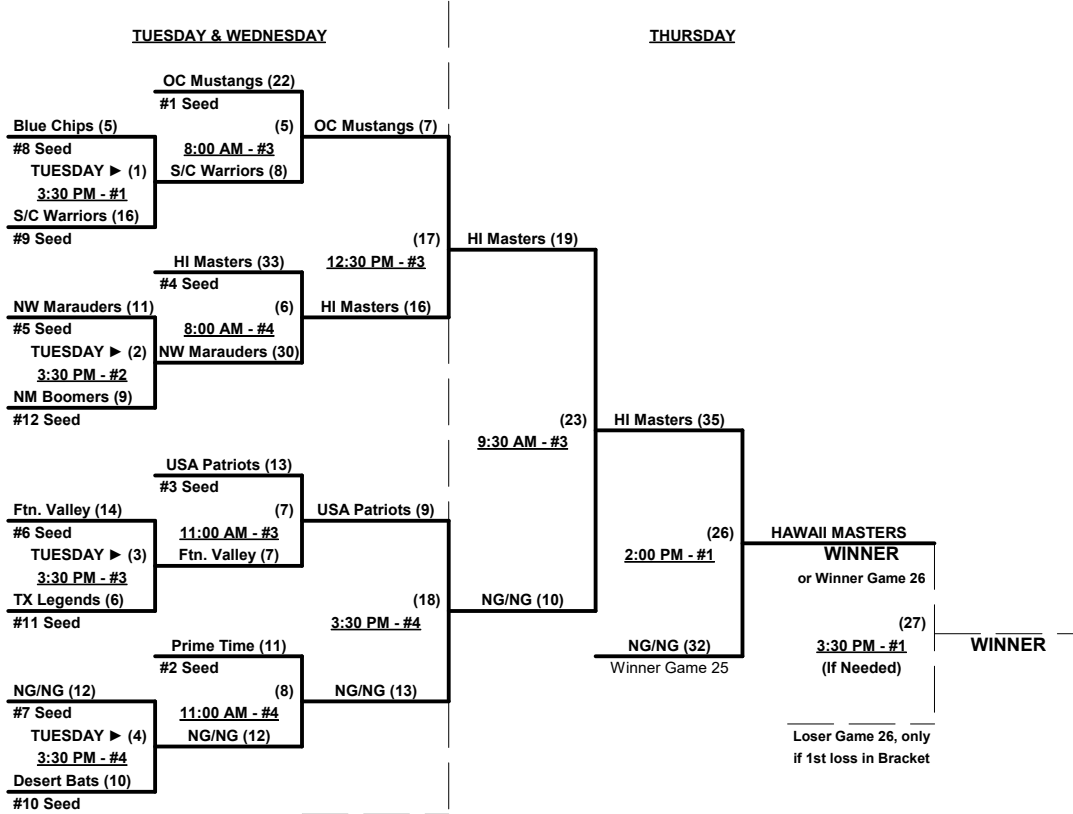 TUESDAY & WEDNESDAY
THURSDAY
OC Mustangs (22)
#1 Seed
Blue Chips (5)
(5)
OC Mustangs (7)
#8 Seed
8:00 AM - #3
TUESDAY ► (1)
S/C Warriors (8)
3:30 PM - #1
S/C Warriors (16)
#9 Seed
(17)
HI Masters (19)
HI Masters (33)
12:30 PM - #3
#4 Seed
NW Marauders (11)
(6)
HI Masters (16)
#5 Seed
8:00 AM - #4
TUESDAY ► (2)
NW Marauders (30)
3:30 PM - #2
NM Boomers (9)
#12 Seed
(23)
HI Masters (35)
9:30 AM - #3
USA Patriots (13)
#3 Seed
Ftn. Valley (14)
(7)
USA Patriots (9)
#6 Seed
11:00 AM - #3
(26)
HAWAII MASTERS
TUESDAY ► (3)
Ftn. Valley (7)
2:00 PM - #1
WINNER
3:30 PM - #3
or Winner Game 26
TX Legends (6)
(18)
NG/NG (10)
#11 Seed
3:30 PM - #4
(27)
Prime Time (11)
NG/NG (32)
3:30 PM - #1
WINNER
#2 Seed
Winner Game 25
(If Needed)
NG/NG (12)
(8)
NG/NG (13)
#7 Seed
11:00 AM - #4
TUESDAY ► (4)
NG/NG (12)
Loser Game 26, only
3:30 PM - #4
if 1st loss in Bracket
Desert Bats (10)
#10 Seed